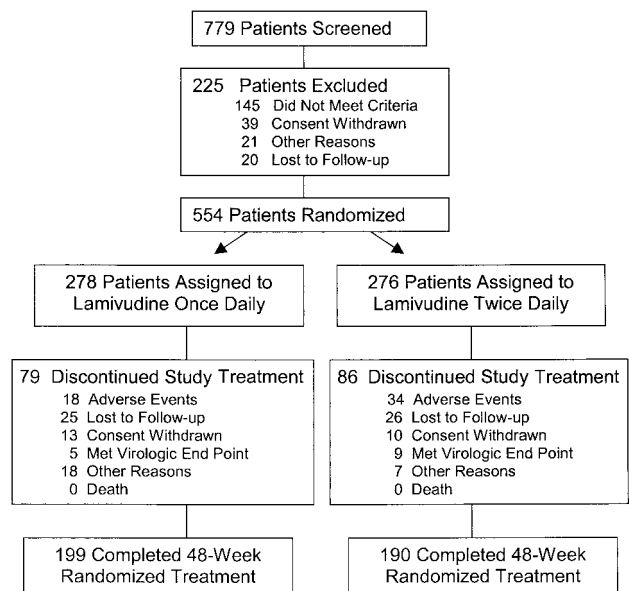 779 Patients Screened
225 Patients Excluded
145 Did Not Meet Criteria
39 Consent Withdrawn
21 Other Reasons
20 Lost to Follow-up
554 Patients Randomized
278 Patients Assigned to
Lamivudine Once Daily
276 Patients Assigned to
Lamivudine Twice Daily
79 Discontinued Study Treatment
18 Adverse Events
25 Lost to Follow-up
13 Consent Withdrawn
5 Met Virologic End Point
18 Other Reasons
0 Death
86 Discontinued Study Treatment
34 Adverse Events
26 Lost to Follow-up
10 Consent Withdrawn
9 Met Virologic End Point
7 Other Reasons
0 Death
199 Completed 48-Week
Randomized Treatment
190 Completed 48-Week
Randomized Treatment